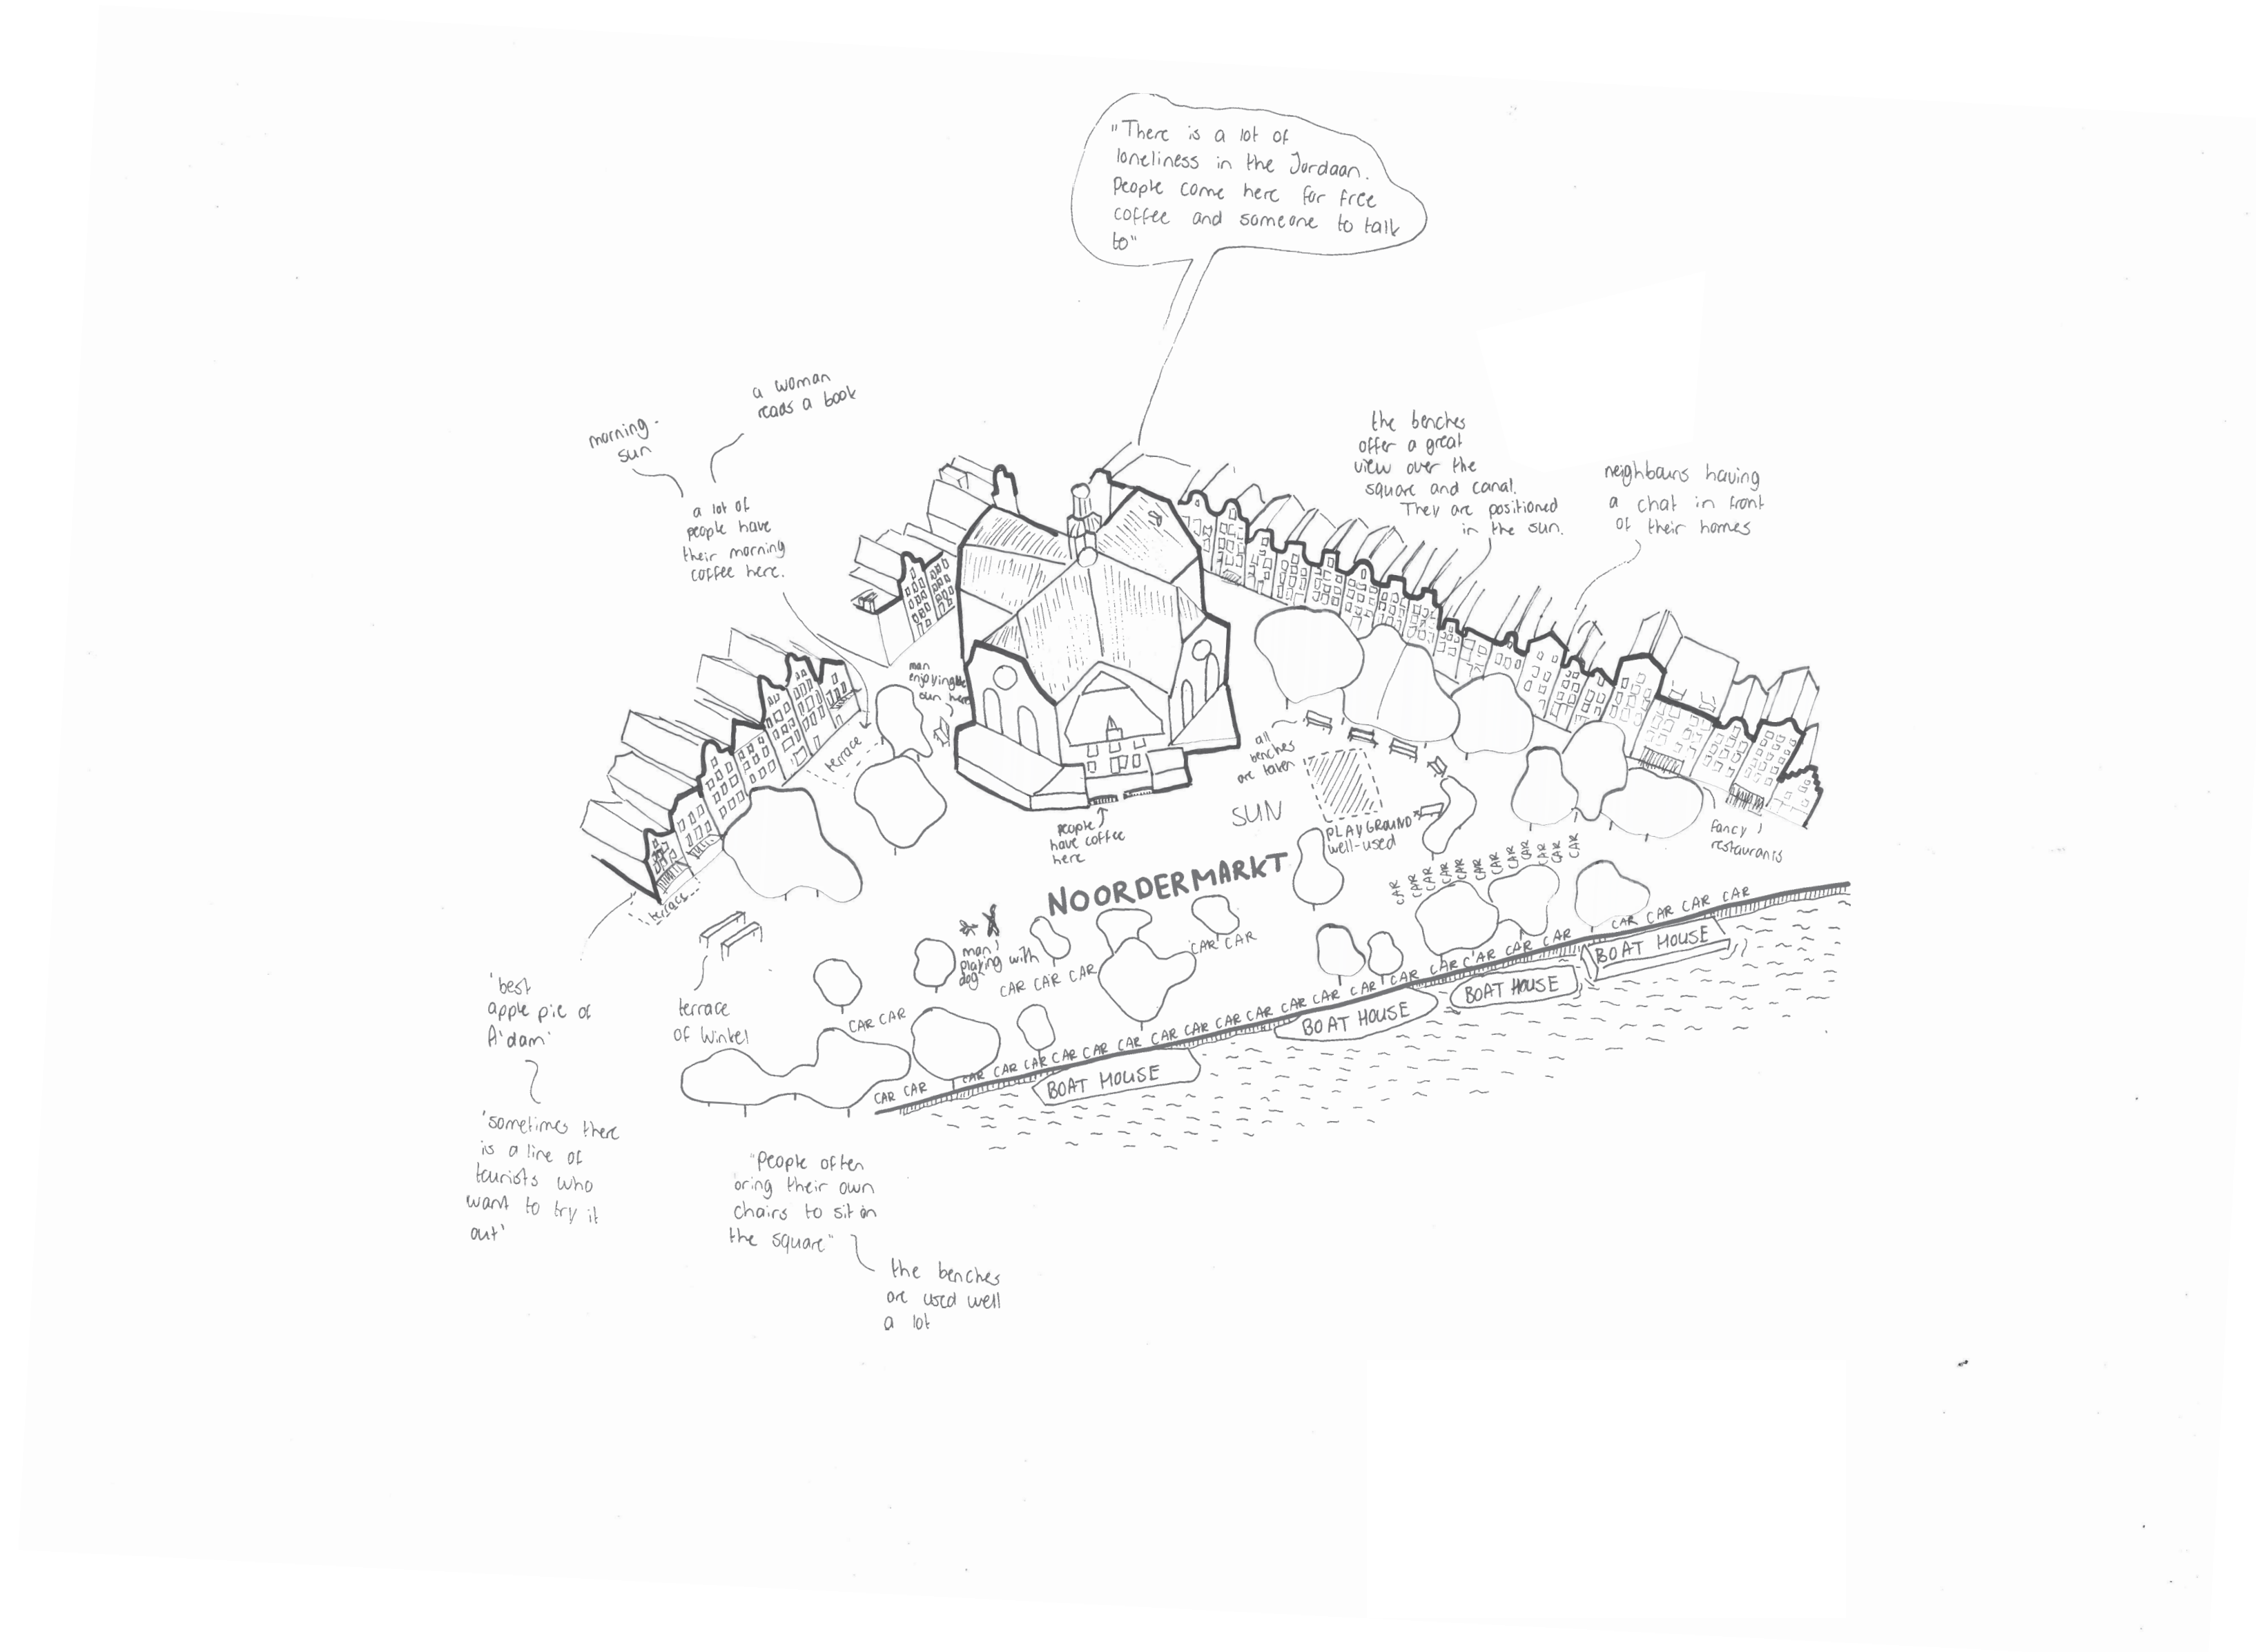 "There is a lot of
loneliness in the Jordaan.
People come here for free
coffee and someone to talk
to"
a woman
reads a book
morning-
sun
a lot of
people have
their morning
coffee here.
the benches
offer a great
view over the
square and canal.
They are positioned
in the sun.
neighbours having
a chat in front
of their homes
man
enjoying the
sun here
terrace
all
benches
are taken
SUN
people
have coffee
here
PLAYGROUND
well-used
fancy
restaurants
NOORDERMARKT
CAR CAR CAR CAR CAR CAR CAR CAR CAR CAR CAR
terrace
man
playing with
dog
CAR CAR CAR
CAR CAR
CAR CAR
CAR CAR CAR CAR CAR CAR CAR CAR CAR CAR CAR CAR CAR CAR CAR CAR CAR CAR CAR CAR CAR CAR CAR CAR CAR
BOAT HOUSE
BOAT HOUSE
BOAT HOUSE
BOAT HOUSE
'best
apple pie of
A'dam'
'sometimes there
is a line of
tourists who
want to try it
out'
terrace
of Winkel
"People often
bring their own
chairs to sit on
the square"
the benches
are used well
a lot